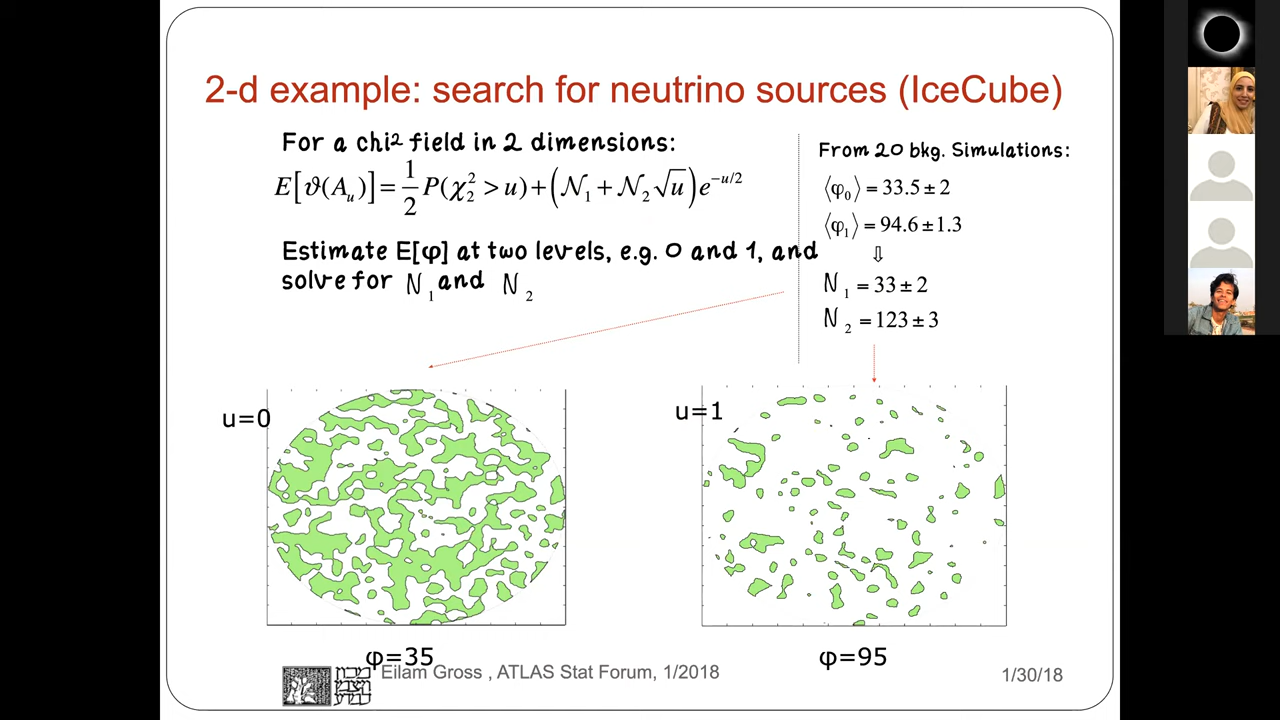 2-d example: search for neutrino sources (IceCube)
For a chi² field in 2 dimensions:
E[ϑ(A_u)] = 1/2 P(χ₂² > u) + (𝒩₁ + 𝒩₂√u) e^{-u/2}
Estimate E[φ] at two levels, e.g. 0 and 1, and
solve for N₁ and N₂
From 20 bkg. Simulations:
⟨φ₀⟩ = 33.5 ± 2
⟨φ₁⟩ = 94.6 ± 1.3
⇩
N₁ = 33 ± 2
N₂ = 123 ± 3
u=0
u=1
φ=35
φ=95
Eilam Gross , ATLAS Stat Forum, 1/2018
1/30/18